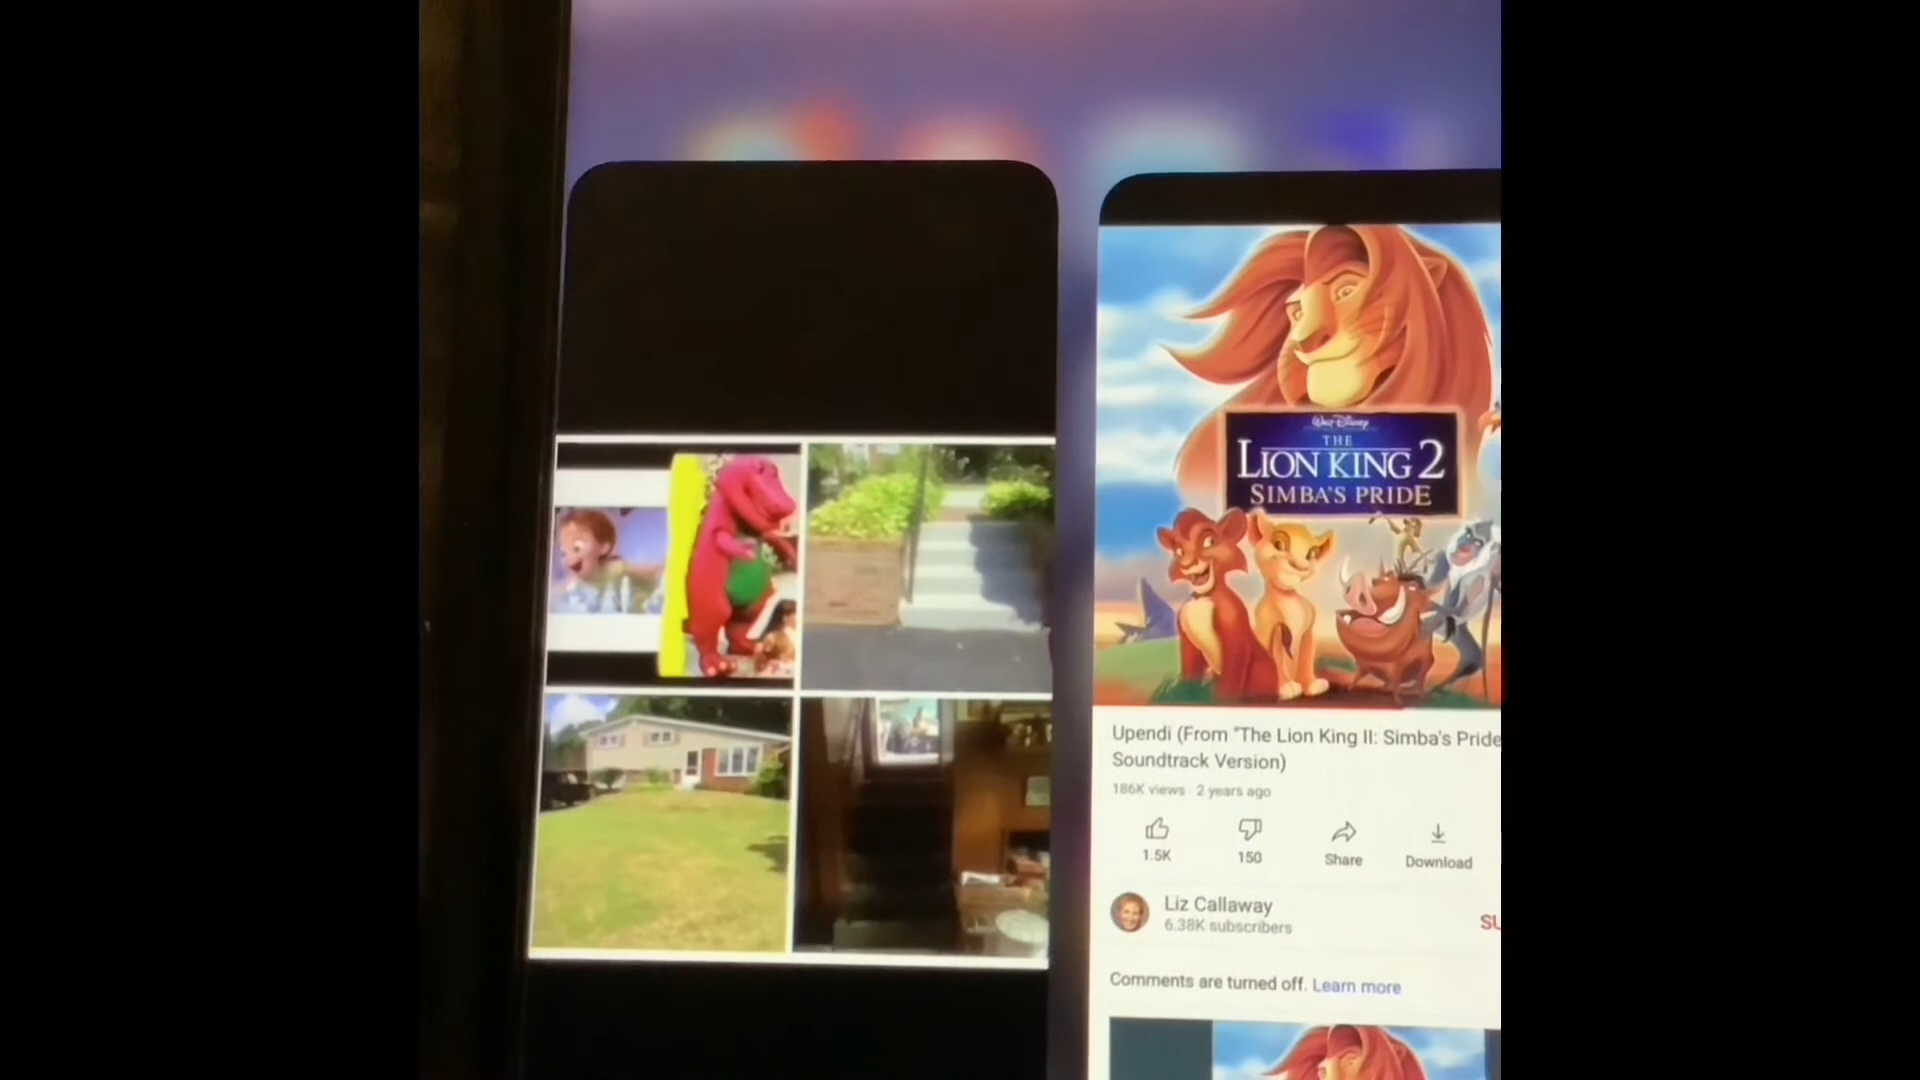 Walt Disney
THE
LION KING 2
SIMBA'S PRIDE
Upendi (From "The Lion King II: Simba's Pride
Soundtrack Version)
186K views · 2 years ago
1.5K
150
Share
Download
Liz Callaway
6.38K subscribers
SU
Comments are turned off. Learn more